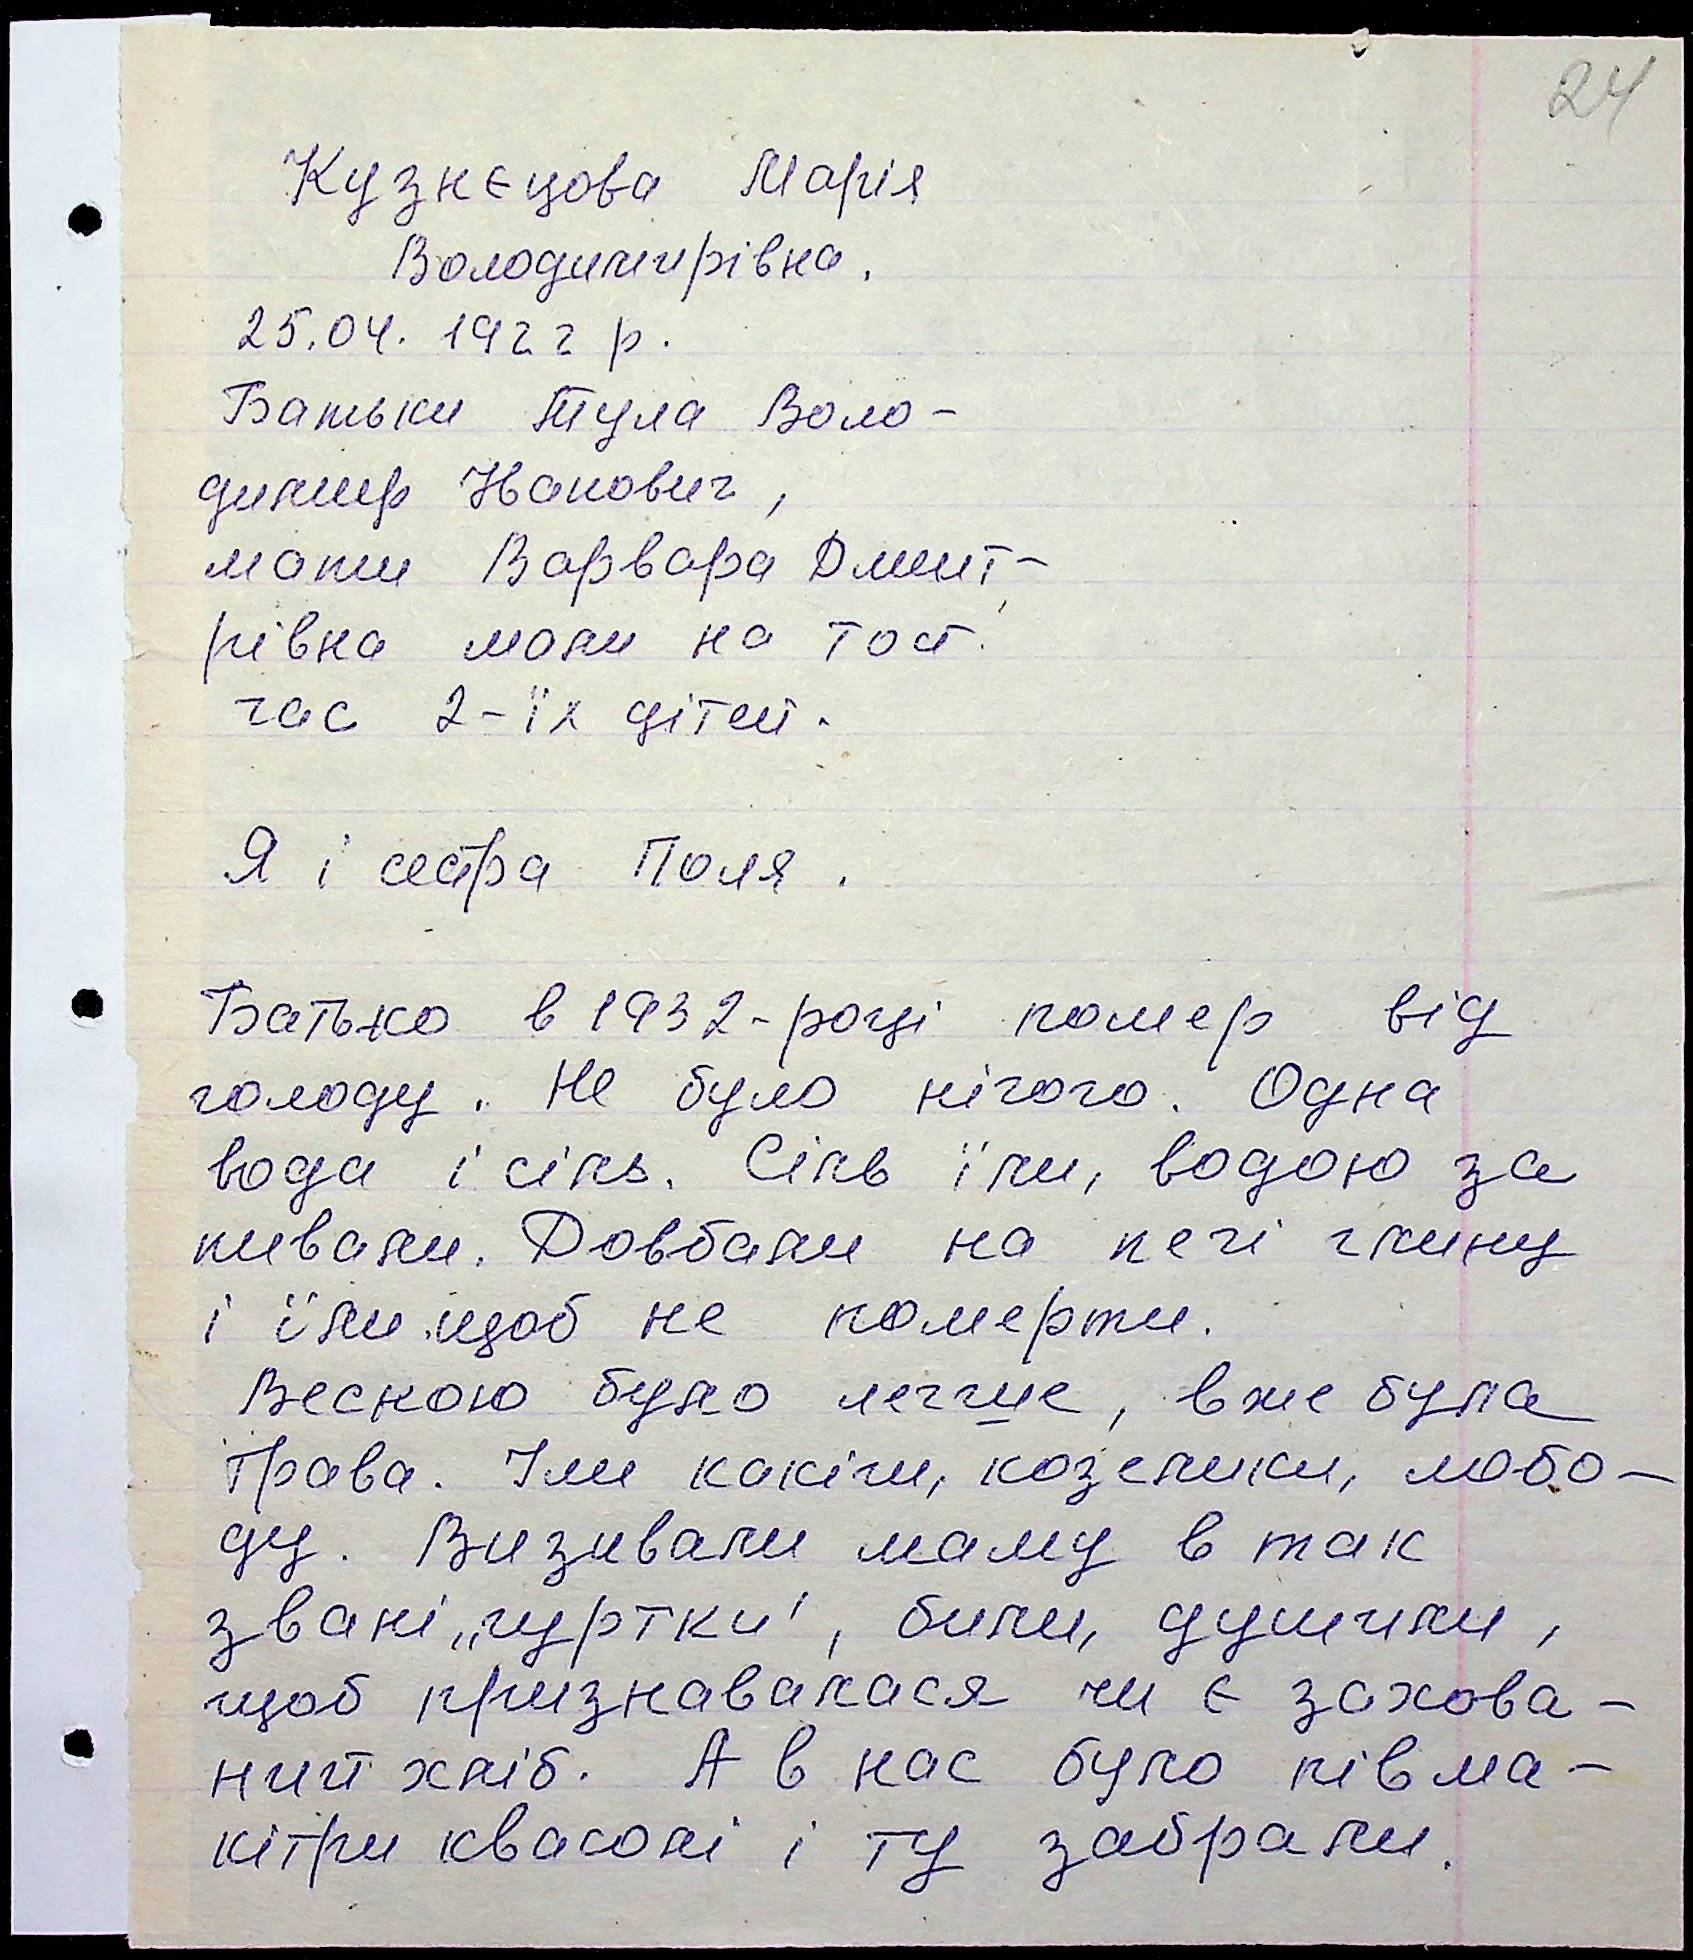 24
Кузнєцова Марія
Володимирівна.
25.04.1922 р.
Батьки Тула Воло-
димир Іванович,
мати Варвара Дмит-
рівна мали на той
час 2-їх дітей.
Я і сестра Поля.
Батько в 1932-році помер від
голоду. Не було нічого. Одна
вода і сіль. Сіль їли, водою за
пивали. Довбали на печі глину
і їли щоб не померти.
Весною було легше, вже була
трава. Їли качіли, козелики, лобо-
ду. Визивали маму в так
звані „гуртки", били, душили,
щоб призնавалася чи є захова-
ний хліб. А в нас було півма-
кітри квасолі і ту забрали.